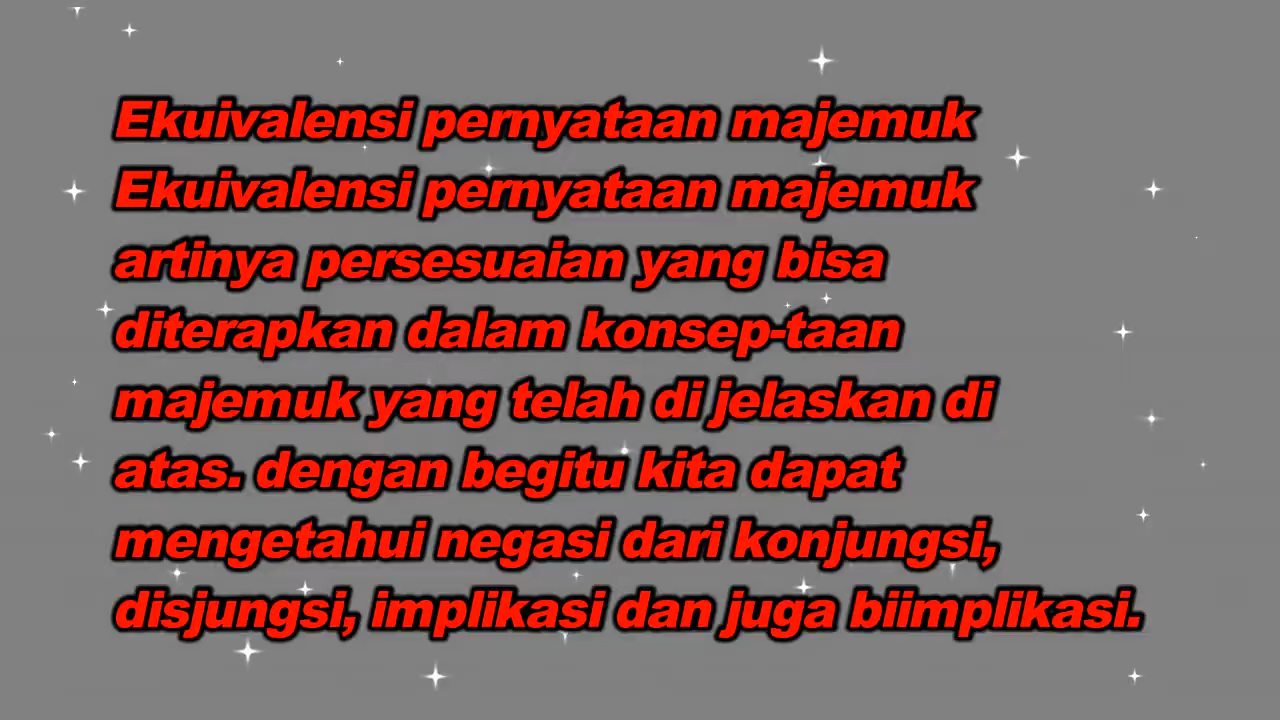 Ekuivalensi pernyataan majemuk
Ekuivalensi pernyataan majemuk
artinya persesuaian yang bisa
diterapkan dalam konsep-taan
majemuk yang telah di jelaskan di
atas. dengan begitu kita dapat
mengetahui negasi dari konjungsi,
disjungsi, implikasi dan juga biimplikasi.